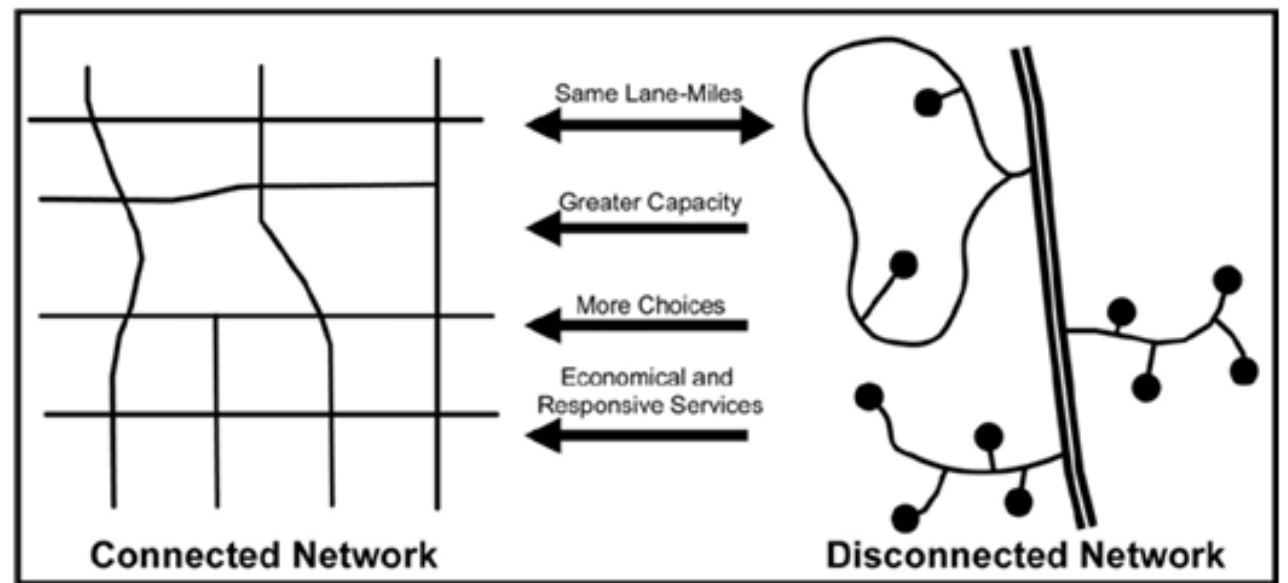 Same Lane-Miles
Greater Capacity
More Choices
Economical and
Responsive Services
Connected Network
Disconnected Network